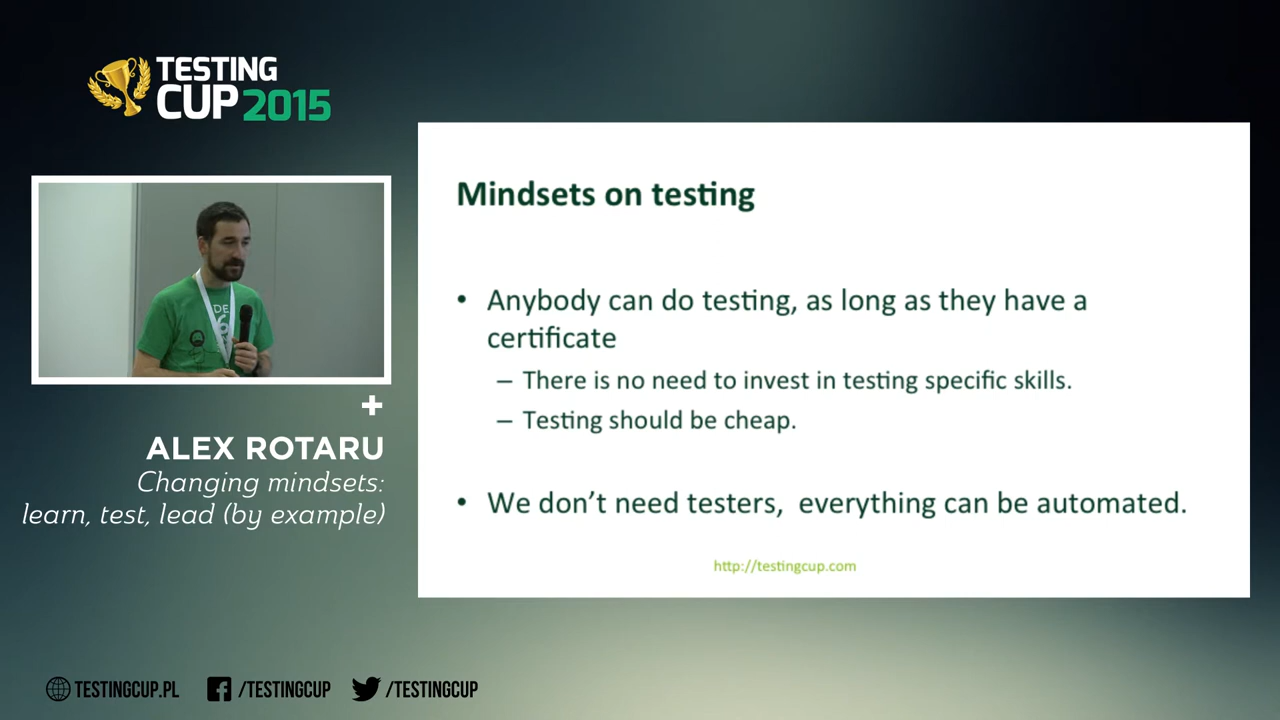 TESTING
CUP 2015
Mindsets on testing
• Anybody can do testing, as long as they have a
certificate
– There is no need to invest in testing specific skills.
– Testing should be cheap.
• We don't need testers, everything can be automated.
http://testingcup.com
DE
6
+
ALEX ROTARU
Changing mindsets:
learn, test, lead (by example)
TESTINGCUP.PL
/TESTINGCUP
/TESTINGCUP